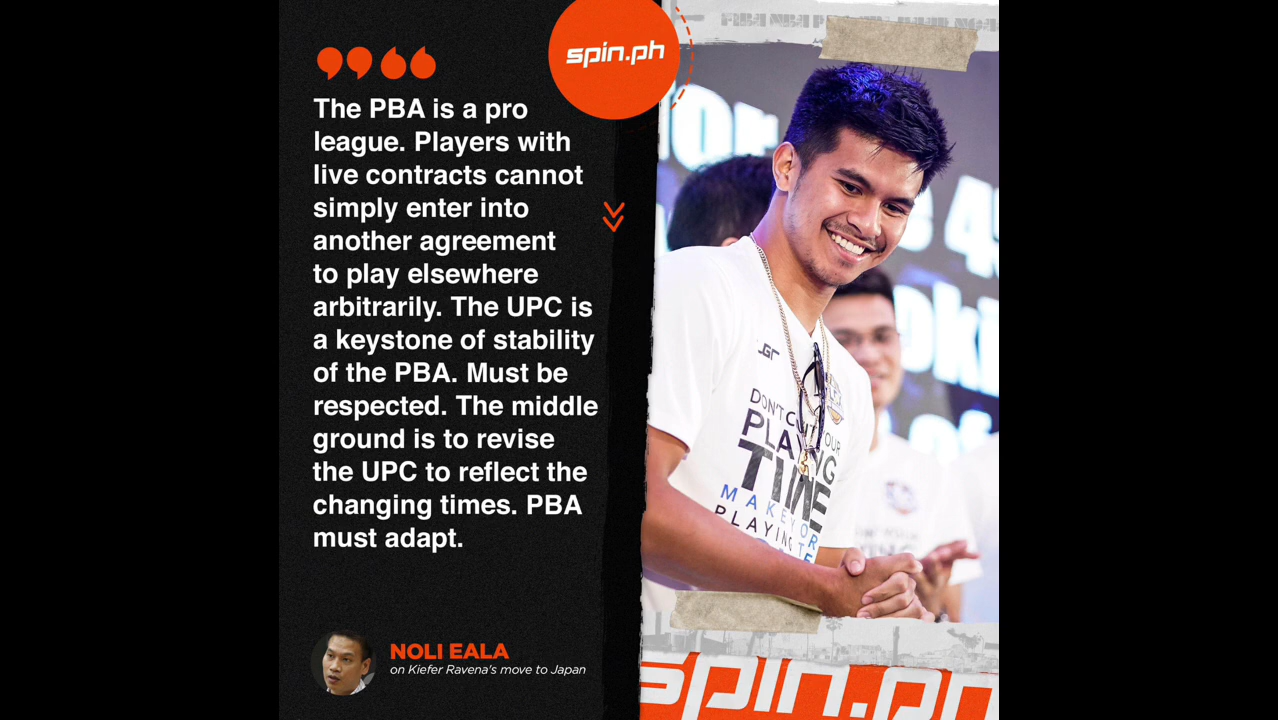 spin.ph
The PBA is a pro
league. Players with
live contracts cannot
simply enter into
another agreement
to play elsewhere
arbitrarily. The UPC is
a keystone of stability
of the PBA. Must be
respected. The middle
ground is to revise
the UPC to reflect the
changing times. PBA
must adapt.
NOLI EALA
on Kiefer Ravena's move to Japan
DON'T
PLAYING
TIME
MAKE
PLAYING
spin.ph